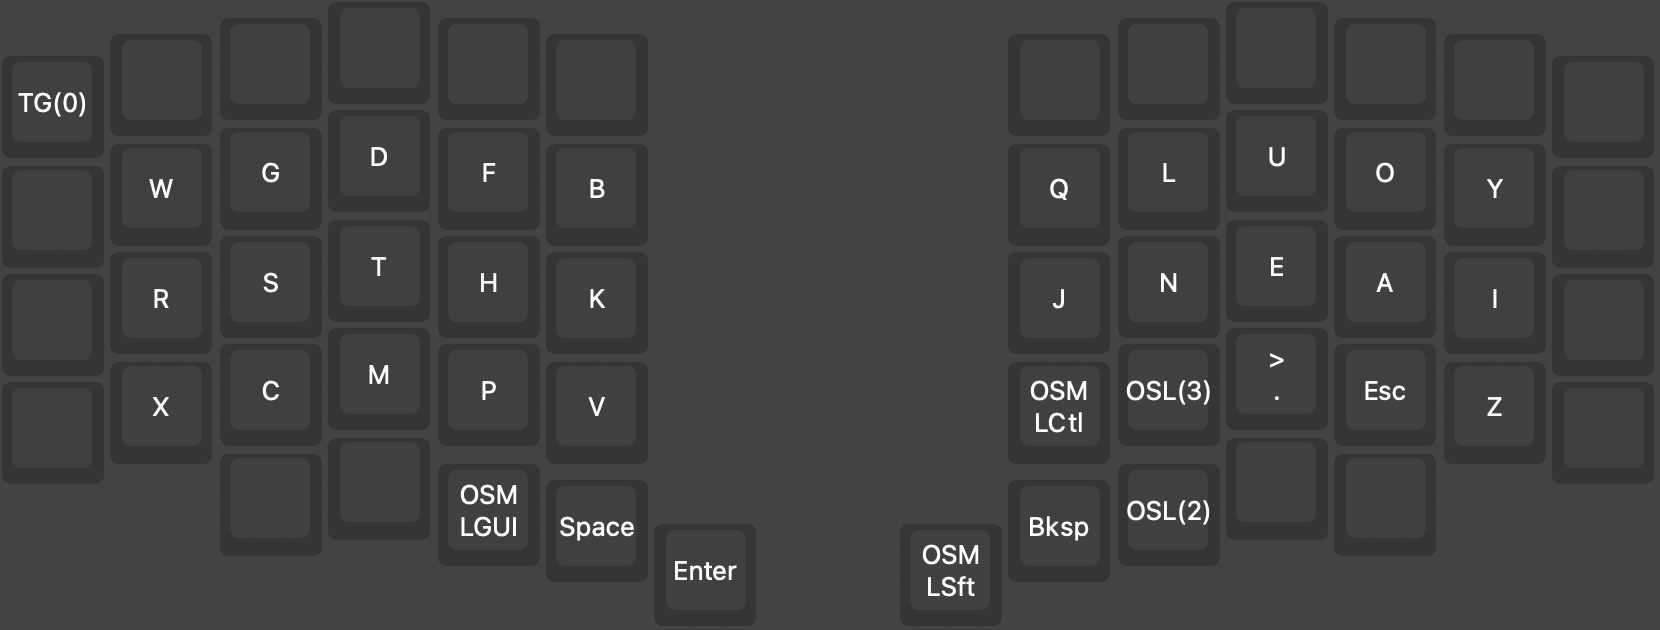 TG(0)
W G D F B Q L U O Y
R S T H K J N E A I
X C M P V OSM LCtl OSL(3) > . Esc Z
OSM LGUI Space Enter OSM LSft Bksp OSL(2)